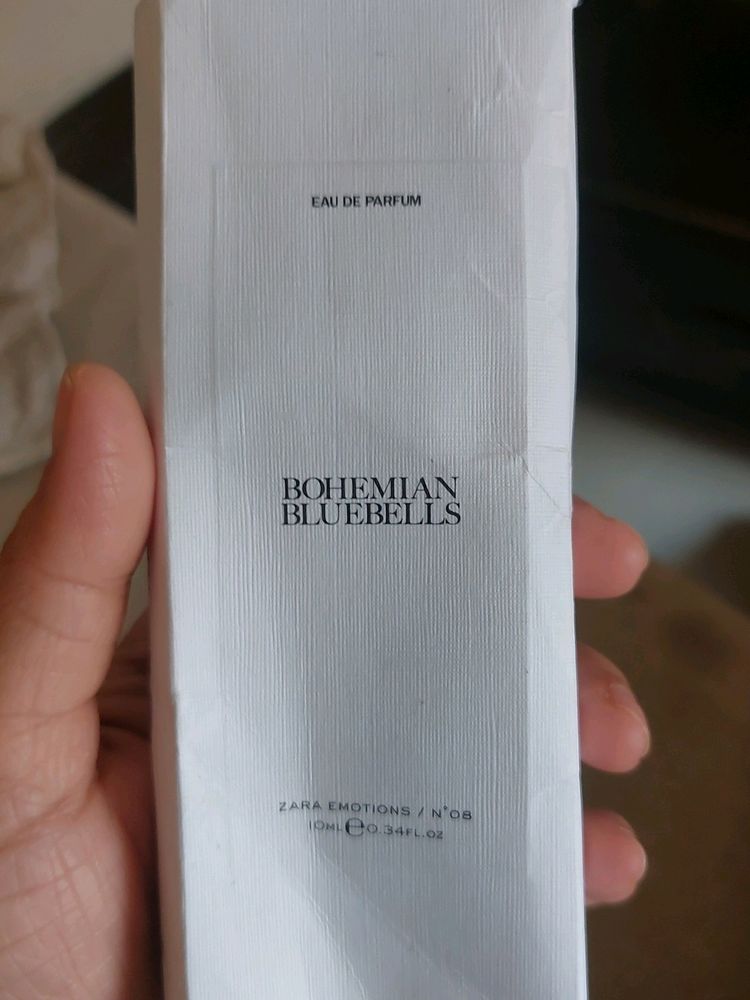 EAU DE PARFUM
BOHEMIAN
BLUEBELLS
ZARA EMOTIONS / N°08
10ML℮0.34FL.OZ